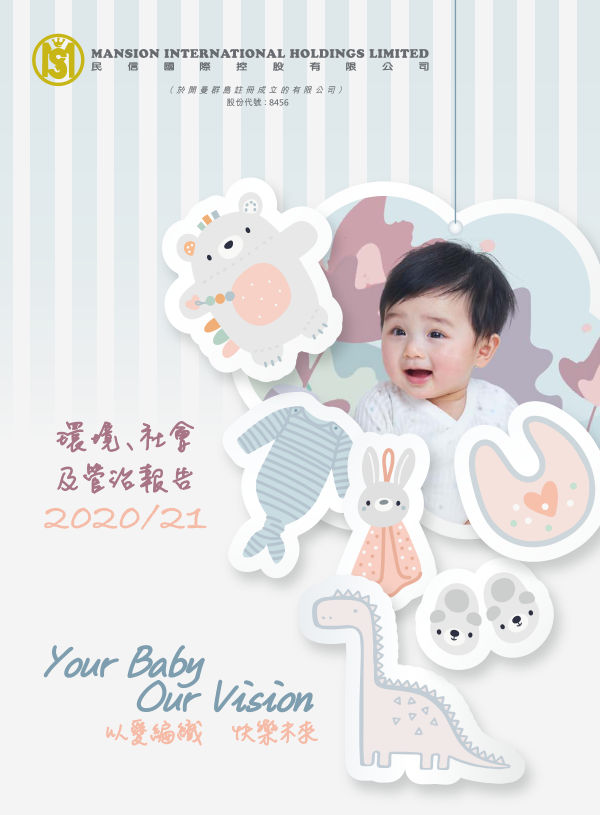 MANSION INTERNATIONAL HOLDINGS LIMITED
民信國際控股有限公司
（於開曼群島註冊成立的有限公司）
股份代號：8456
環境、社會
及管治報告
2020/21
Your Baby
Our Vision
以愛編織 快樂未來